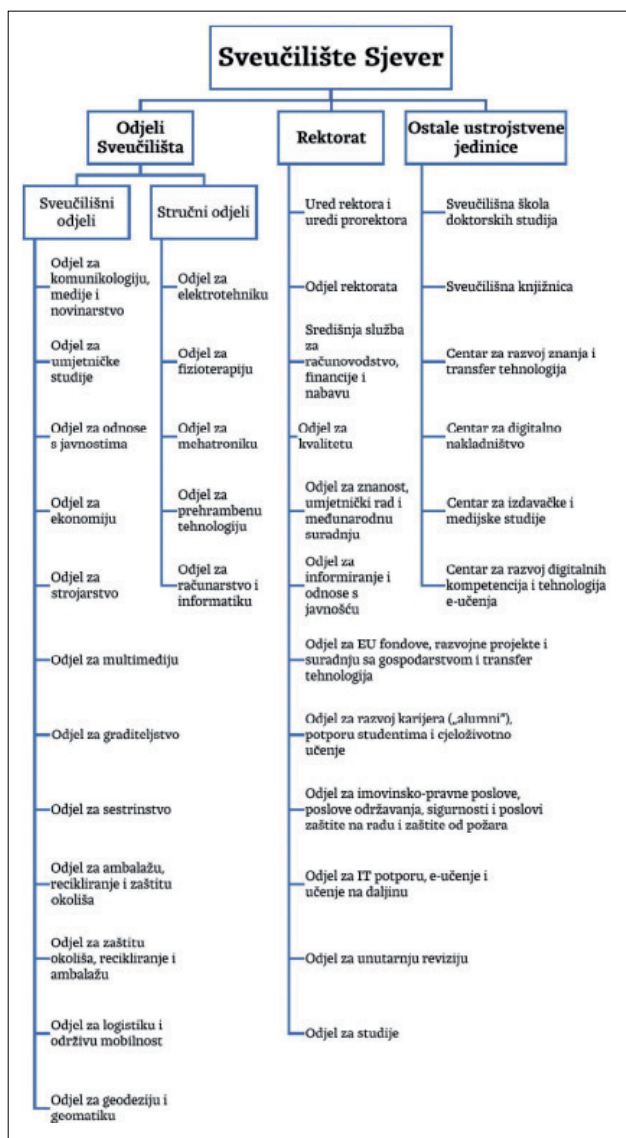 Sveučilište Sjever
Odjeli
Sveučilišta
Rektorat
Ostale ustrojstvene
jedinice
Sveučilišni
odjeli
Stručni odjeli
Odjel za
komunikologiju,
medije i
novinarstvo
Odjel za
umjetničke
studije
Odjel za odnose
s javnostima
Odjel za
ekonomiju
Odjel za
strojarstvo
Odjel za multimediju
Odjel za graditeljstvo
Odjel za sestrinstvo
Odjel za ambalažu,
recikliranje i zaštitu
okoliša
Odjel za zaštitu
okoliša, recikliranje i
ambalažu
Odjel za logistiku i
održivu mobilnost
Odjel za geodeziju i
geomatiku
Odjel za
elektrotehniku
Odjel za
fizioterapiju
Odjel za
mehatroniku
Odjel za
prehrambenu
tehnologiju
Odjel za
računarstvo i
informatiku
Ured rektora i
uredi prorektora
Odjel rektorata
Središnja služba
za
računovodstvo,
financije i
nabavu
Odjel za
kvalitetu
Odjel za znanost,
umjetnički rad i
međunarodnu
suradnju
Odjel za
informiranje i
odnose s
javnošću
Odjel za EU fondove, razvojne projekte i
suradnju sa gospodarstvom i transfer
tehnologija
Odjel za razvoj karijera („alumni”),
potporu studentima i cjeloživotno
učenje
Odjel za imovinsko-pravne poslove,
poslove održavanja, sigurnosti i poslovi
zaštite na radu i zaštite od požara
Odjel za IT potporu, e-učenje i
učenje na daljinu
Odjel za unutarnju reviziju
Odjel za studije
Sveučilišna škola
doktorskih studija
Sveučilišna knjižnica
Centar za razvoj znanja i
transfer tehnologija
Centar za digitalno
nakladništvo
Centar za izdavačke i
medijske studije
Centar za razvoj digitalnih
kompetencija i tehnologija
e-učenja